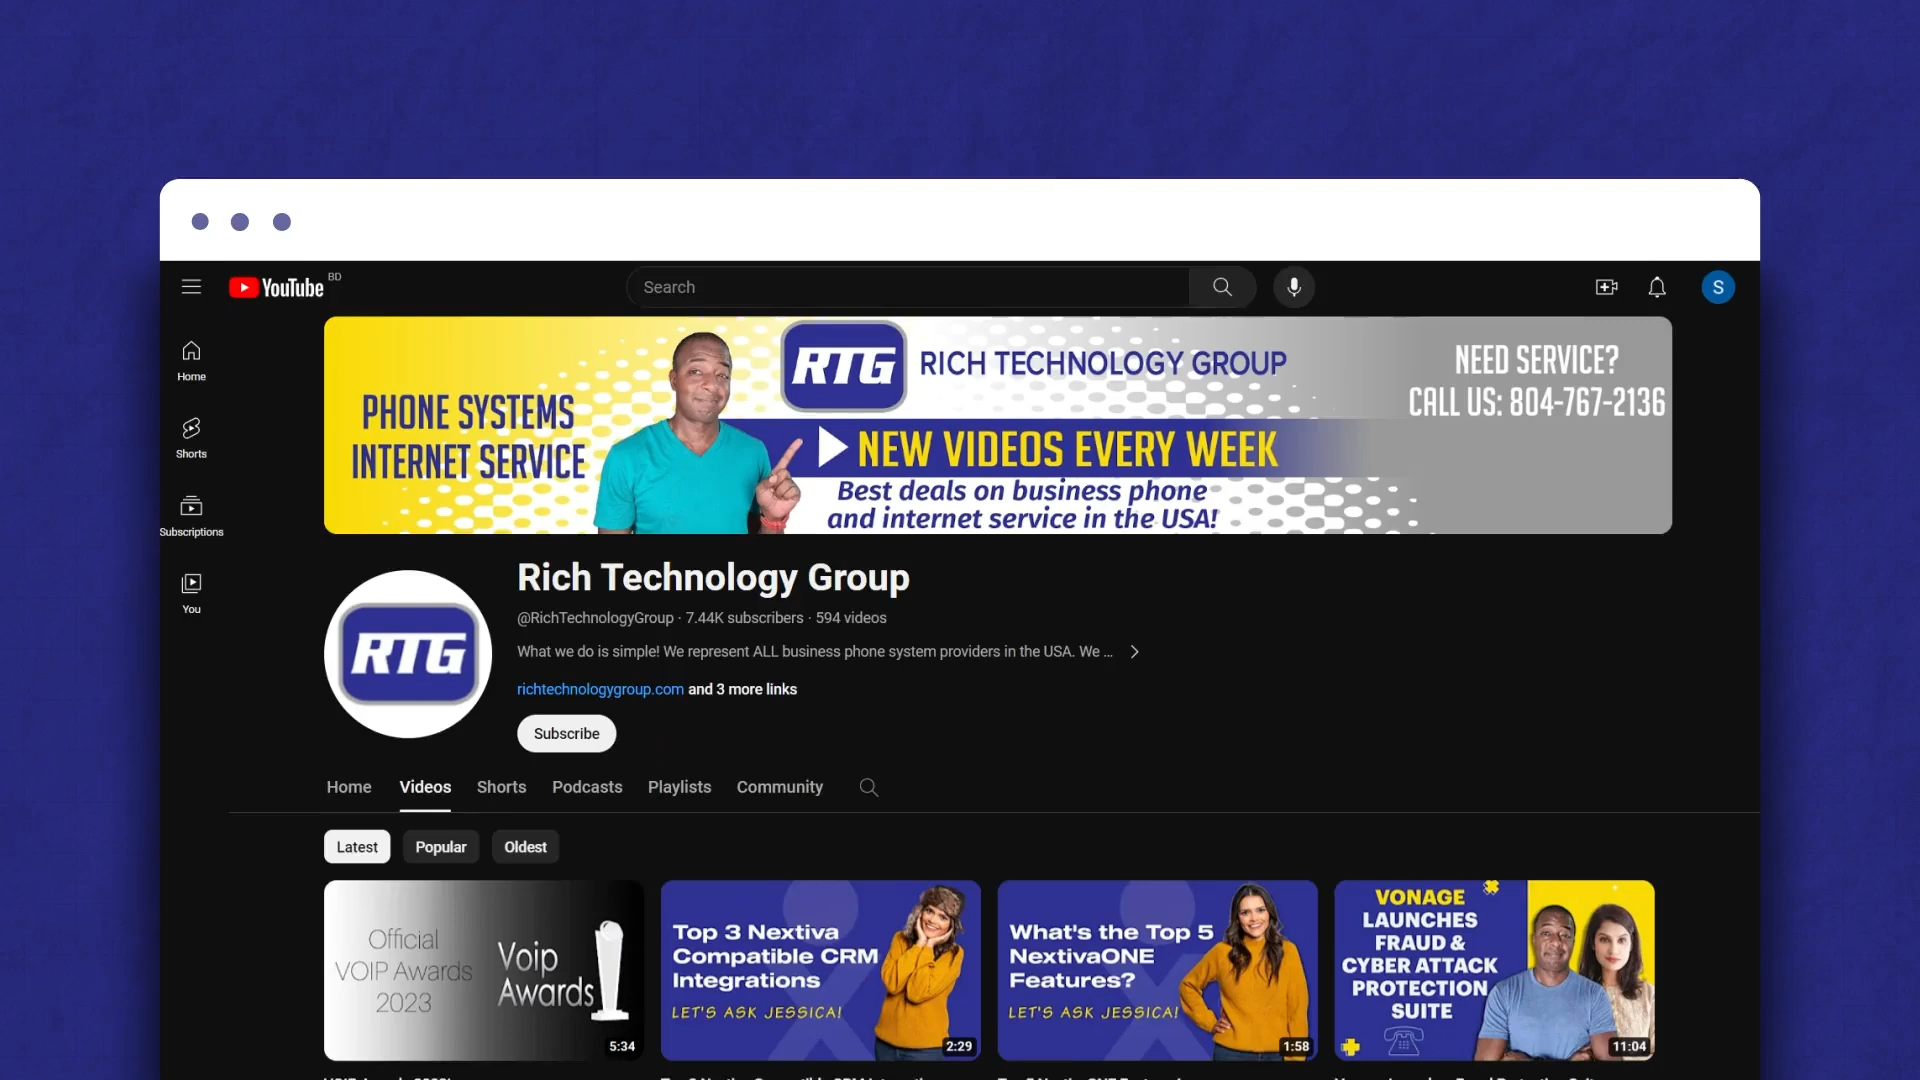 YouTube BD
Search
S
Home
Shorts
Subscriptions
You
PHONE SYSTEMS
INTERNET SERVICE
RTG
RICH TECHNOLOGY GROUP
NEW VIDEOS EVERY WEEK
Best deals on business phone
and internet service in the USA!
NEED SERVICE?
CALL US: 804-767-2136
RTG
Rich Technology Group
@RichTechnologyGroup · 7.44K subscribers · 594 videos
What we do is simple! We represent ALL business phone system providers in the USA. We ...
richtechnologygroup.com and 3 more links
Subscribe
Home Videos Shorts Podcasts Playlists Community
Latest Popular Oldest
Official
VOIP Awards
2023
Voip
Awards
5:34
Top 3 Nextiva
Compatible CRM
Integrations
LET'S ASK JESSICA!
2:29
What's the Top 5
NextivaONE
Features?
LET'S ASK JESSICA!
1:58
VONAGE
LAUNCHES
FRAUD &
CYBER ATTACK
PROTECTION
SUITE
11:04